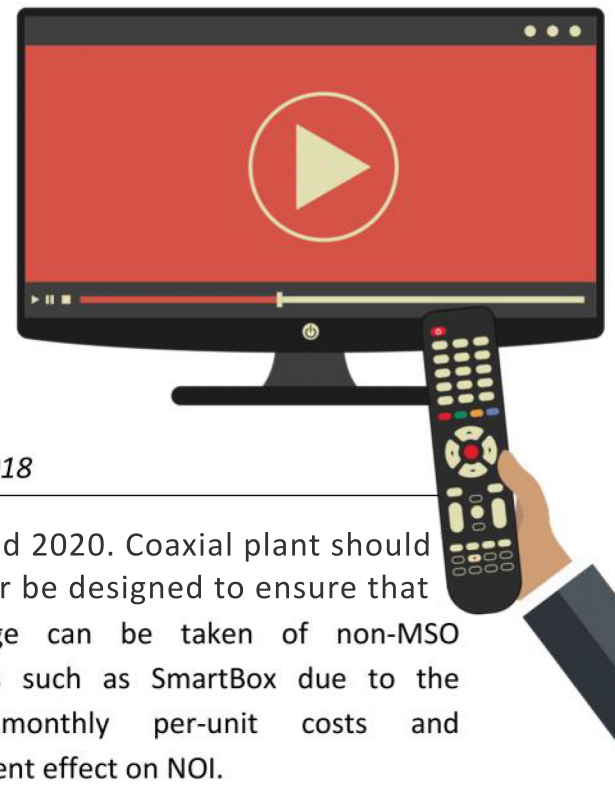 18
d 2020. Coaxial plant should
r be designed to ensure that
ge can be taken of non-MSO
such as SmartBox due to the
monthly per-unit costs and
ent effect on NOI.